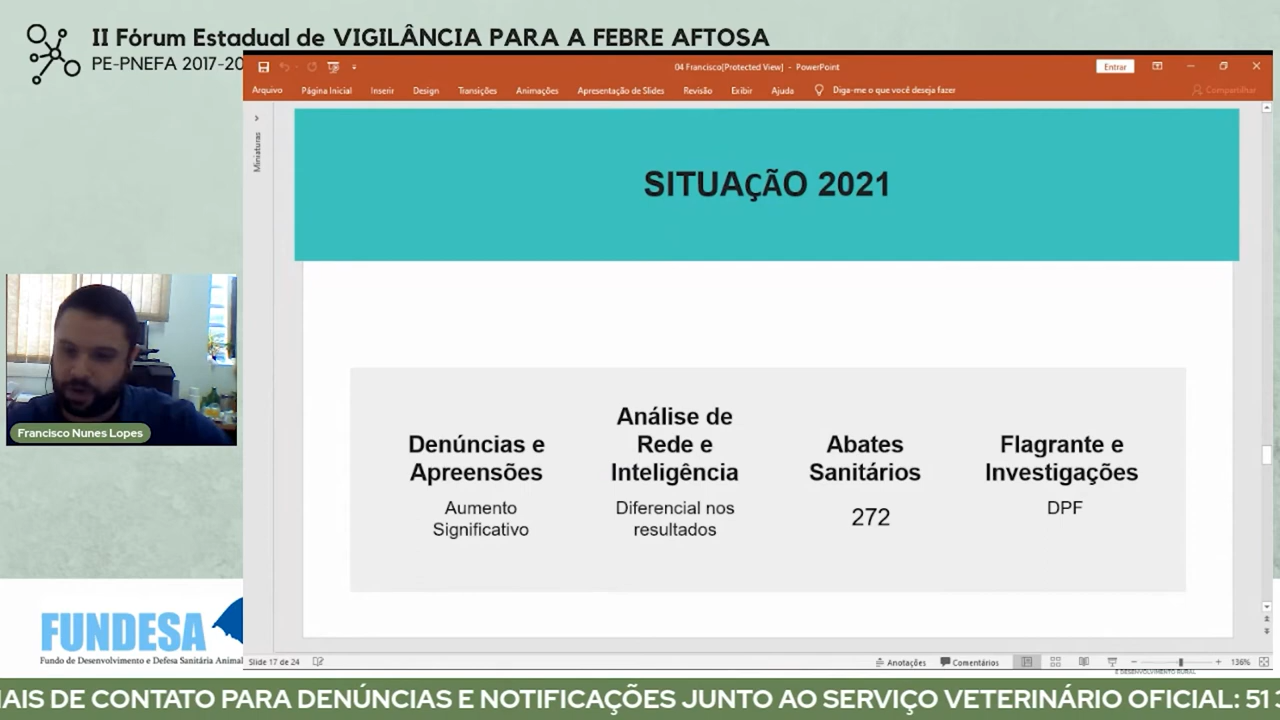 II Fórum Estadual de VIGILÂNCIA PARA A FEBRE AFTOSA
PE-PNEFA 2017-20
04 Francisco[Protected View] - PowerPoint
Entrar
Arquivo Página Inicial Inserir Design Transições Animações Apresentação de Slides Revisão Exibir Ajuda Diga-me o que você deseja fazer Compartilhar
Miniaturas
SITUAÇÃO 2021
Denúncias e
Apreensões
Aumento
Significativo
Análise de
Rede e
Inteligência
Diferencial nos
resultados
Abates
Sanitários
272
Flagrante e
Investigações
DPF
Francisco Nunes Lopes
FUNDESA
Fundo de Desenvolvimento e Defesa Sanitária Animal
Slide 17 de 24 Anotações Comentários 136%
E DESENVOLVIMENTO RURAL
AIS DE CONTATO PARA DENÚNCIAS E NOTIFICAÇÕES JUNTO AO SERVIÇO VETERINÁRIO OFICIAL: 51 3